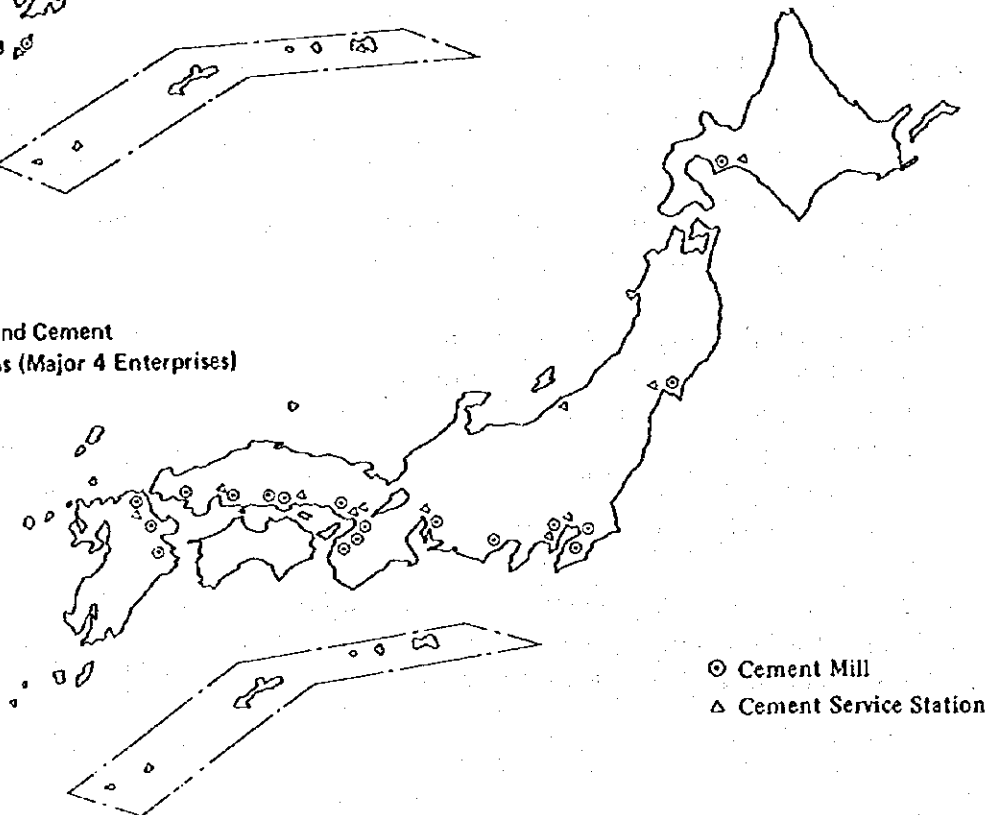 nd Cement
s (Major 4 Enterprises)
Cement Mill
Cement Service Station